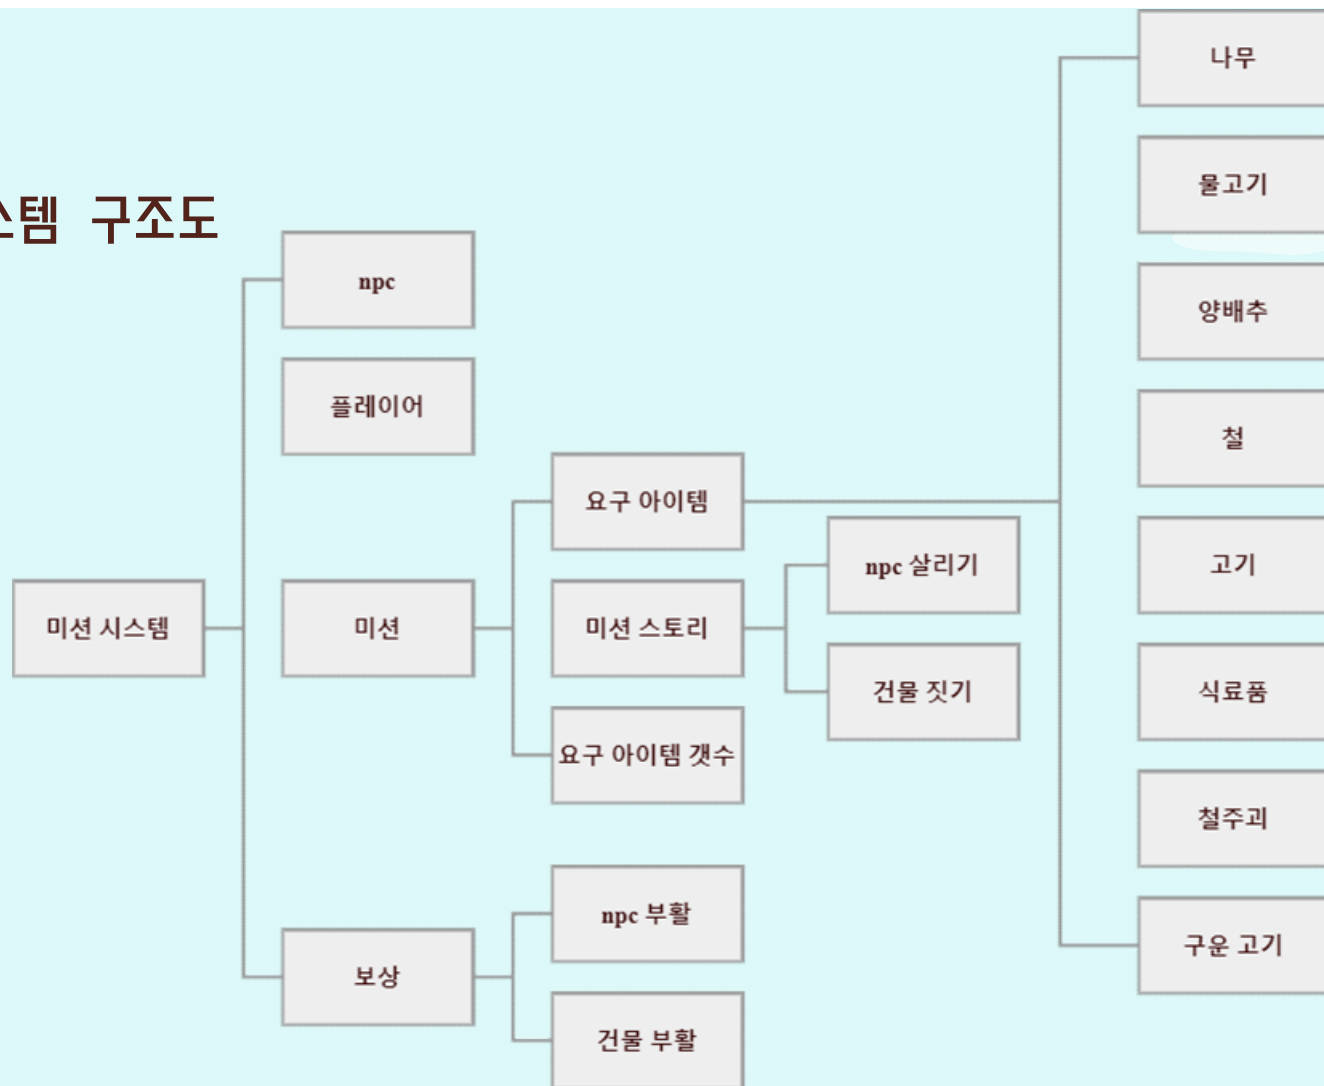 스템 구조도
미션 시스템
npc
플레이어
미션
보상
요구 아이템
미션 스토리
요구 아이템 갯수
npc 부활
건물 부활
npc 살리기
건물 짓기
나무
물고기
양배추
철
고기
식료품
철주괴
구운 고기